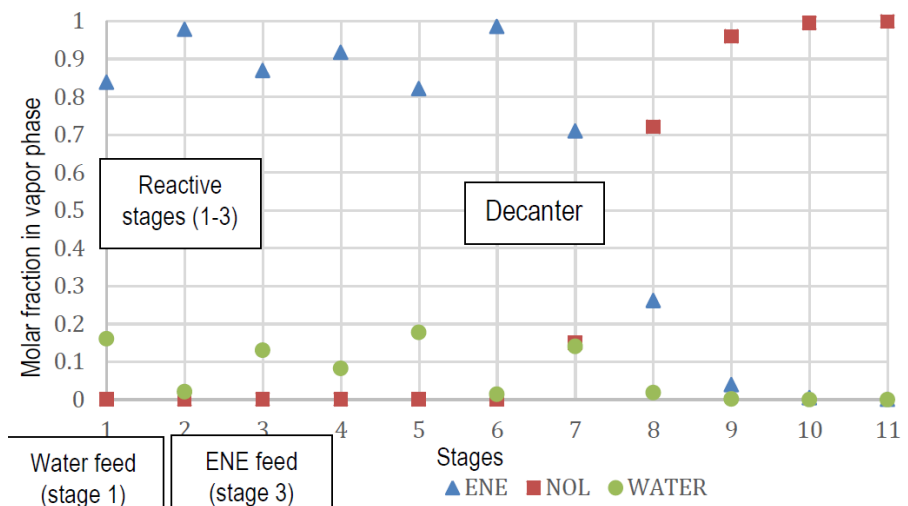 Molar fraction in vapor phase
1
0.9
0.8
0.7
0.6
0.5
0.4
0.3
0.2
0.1
0
Reactive
stages (1-3)
Decanter
1 2 3 4 5 6 7 8 9 10 11
Water feed
(stage 1)
ENE feed
(stage 3)
Stages
ENE NOL WATER